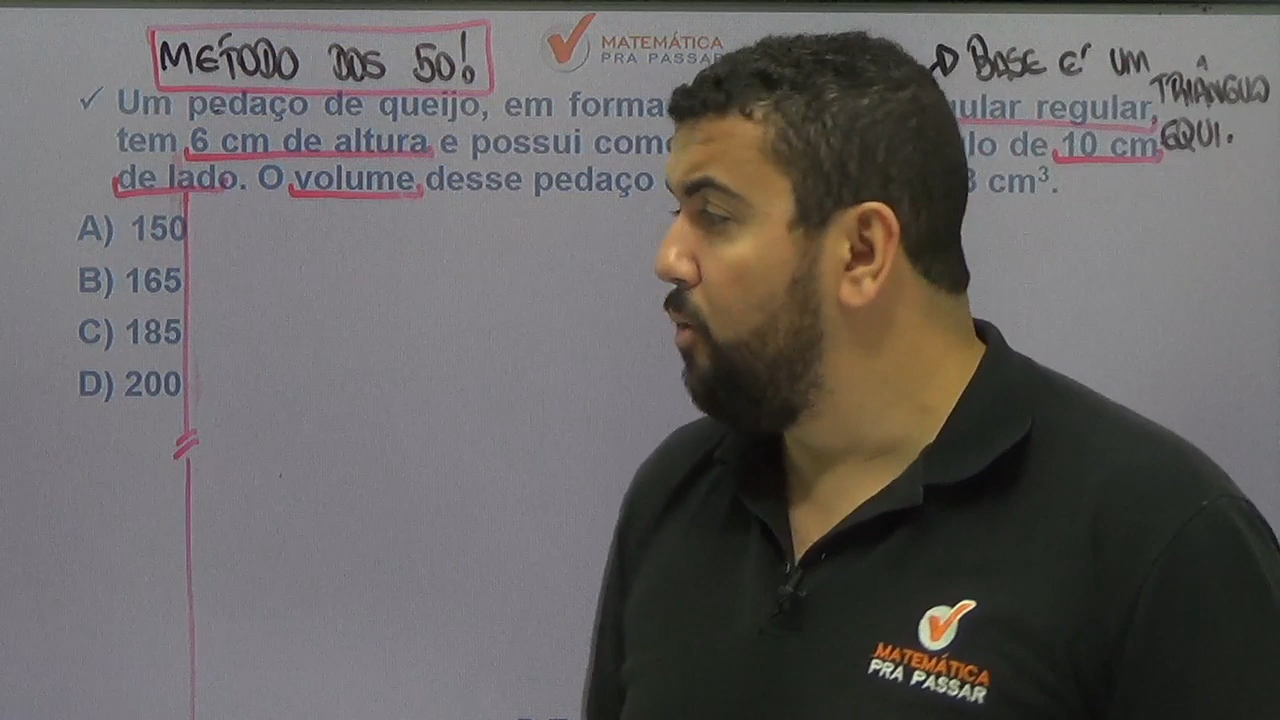 METÓDO DOS 50!
MATEMÁTICA
PRA PASSAR
BASE E' UM
TRIÂNGULO
EQUI.
✓ Um pedaço de queijo, em forma ular regular,
tem 6 cm de altura e possui com lo de 10 cm
de lado. O volume desse pedaço cm³.
A) 150
B) 165
C) 185
D) 200
MATEMÁTICA
PRA PASSAR